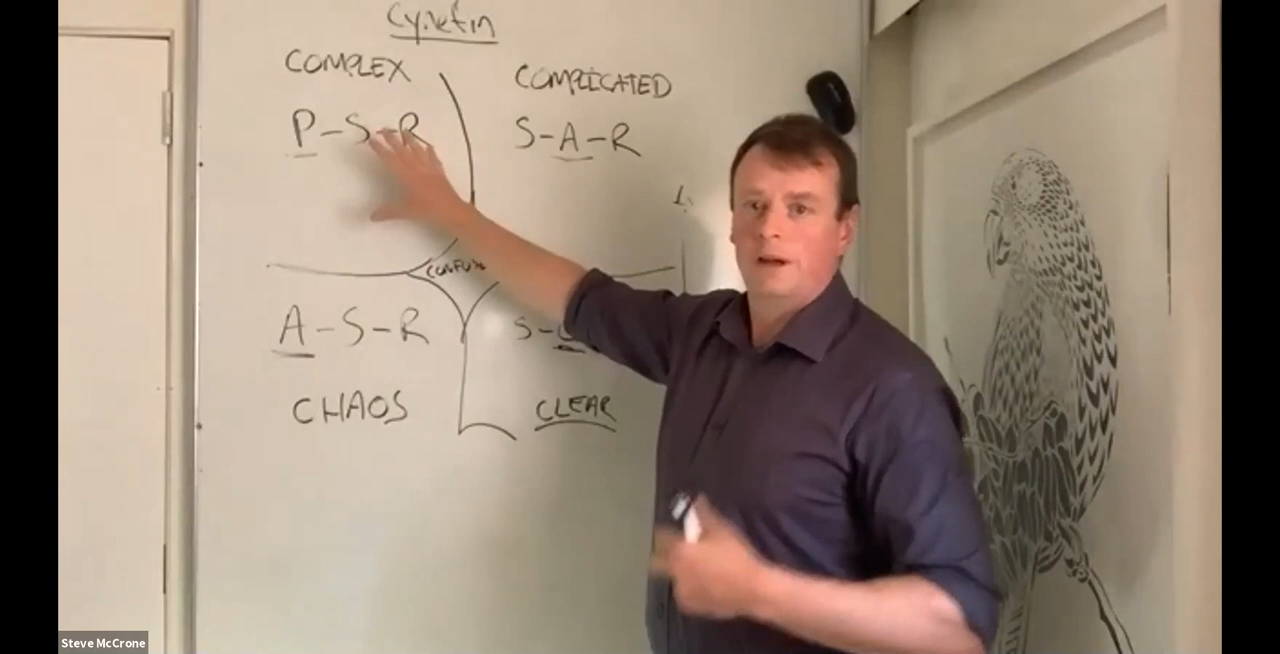 Cynefin
COMPLEX
COMPLICATED
P-S-R
S-A-R
A-S-R
S-
CHAOS
CLEAR
Steve McCrone